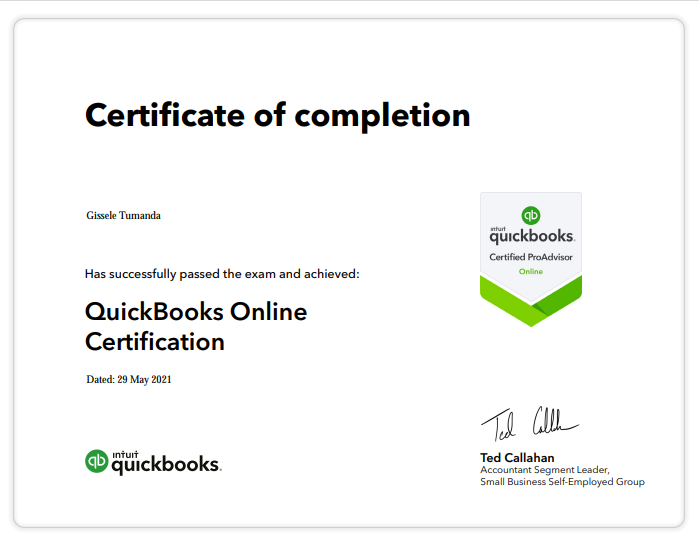 Certificate of completion
Gissele Tumanda
intuit
quickbooks.
Certified ProAdvisor
Online
Has successfully passed the exam and achieved:
QuickBooks Online
Certification
Dated: 29 May 2021
Ted Callahan
intuit
quickbooks.
Ted Callahan
Accountant Segment Leader,
Small Business Self-Employed Group